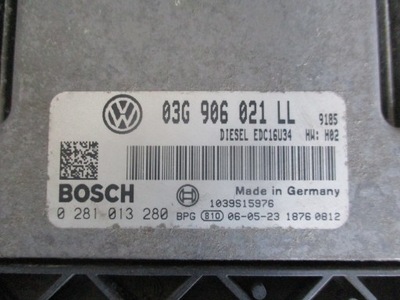 03G 906 021 LL 9185
DIESEL EDC16U34 HW: H02
BOSCH Made in Germany
1039S15976
0 281 013 280 BPG 810 06-05-23 1876 0812